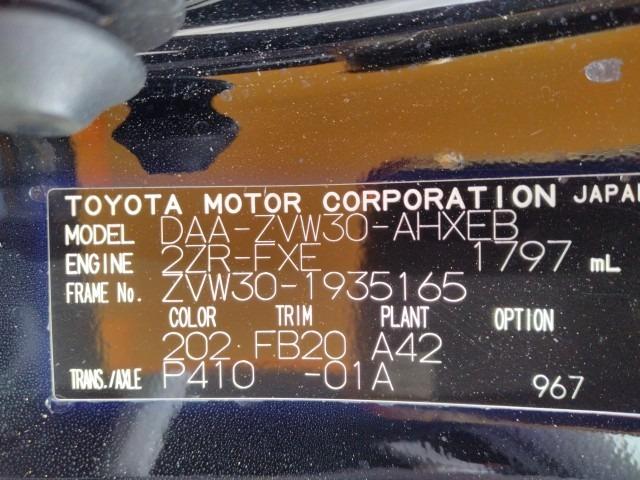 TOYOTA MOTOR CORPORATION JAPAN
MODEL DAA-ZVW30-AHXEB
ENGINE 2ZR-FXE 1797 mL
FRAME No. ZVW30-1935165
COLOR TRIM PLANT OPTION
202 FB20 A42
TRANS./AXLE P410 -01A 967